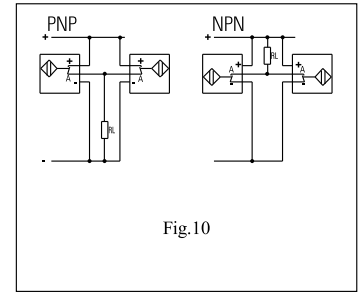 PNP NPN
+ +
RL
+ + + +
A A A A
- - - -
RL
-
Fig.10